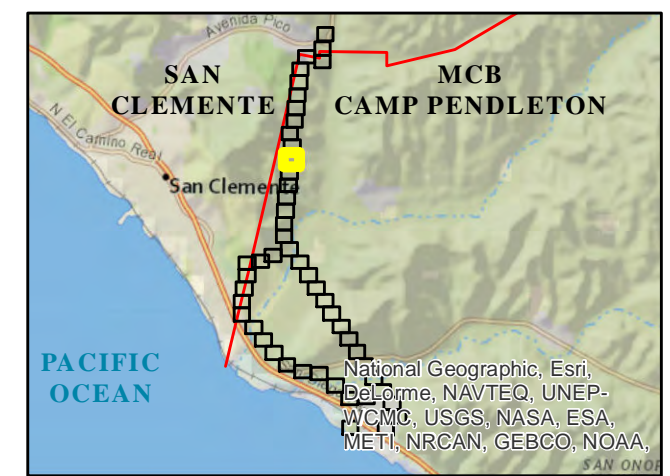 Avenida Pico
SAN
CLEMENTE
MCB
CAMP PENDLETON
N El Camino Real
San Clemente
PACIFIC
OCEAN
National Geographic, Esri,
DeLorme, NAVTEQ, UNEP-
WCMC, USGS, NASA, ESA,
METI, NRCAN, GEBCO, NOAA,
SAN ONOF